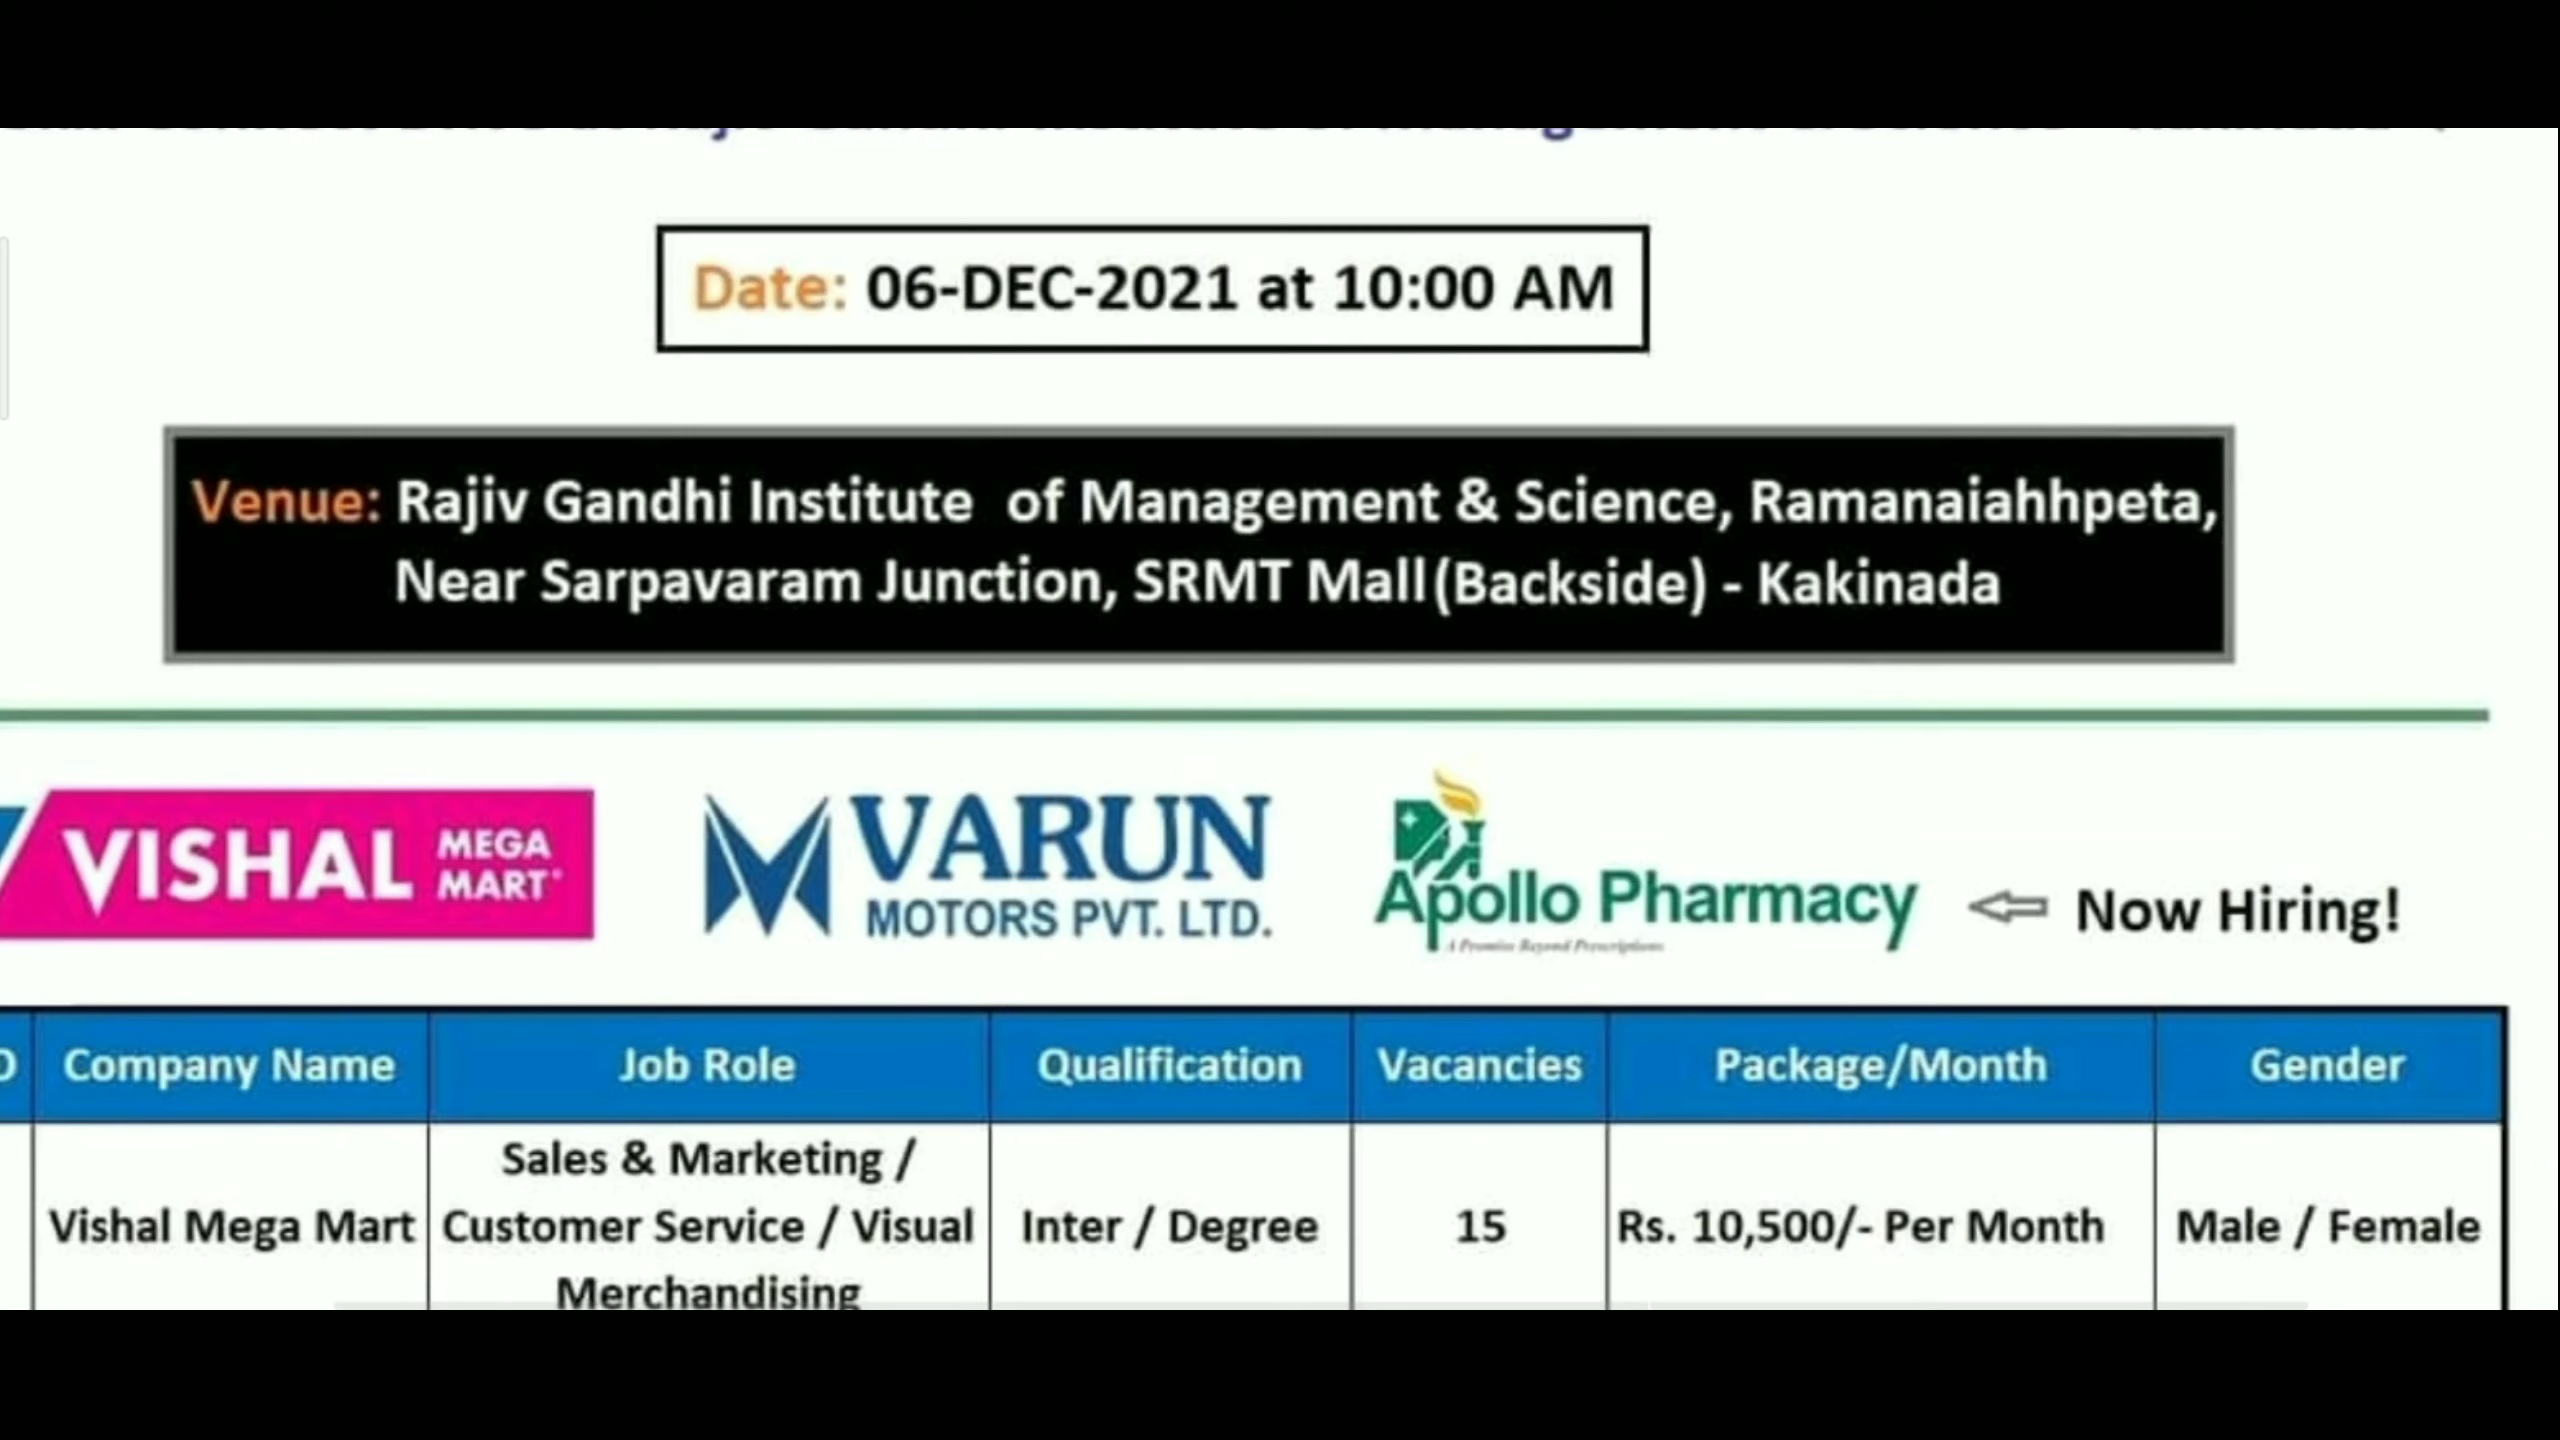 Date: 06-DEC-2021 at 10:00 AM
Venue: Rajiv Gandhi Institute of Management & Science, Ramanaiahhpeta,
Near Sarpavaram Junction, SRMT Mall(Backside) - Kakinada
VISHAL MEGA MART
VARUN
MOTORS PVT. LTD.
Apollo Pharmacy
A Promise Beyond Prescriptions
Now Hiring!
Company Name Job Role Qualification Vacancies Package/Month Gender
Sales & Marketing /
Vishal Mega Mart Customer Service / Visual Inter / Degree 15 Rs. 10,500/- Per Month Male / Female
Merchandising